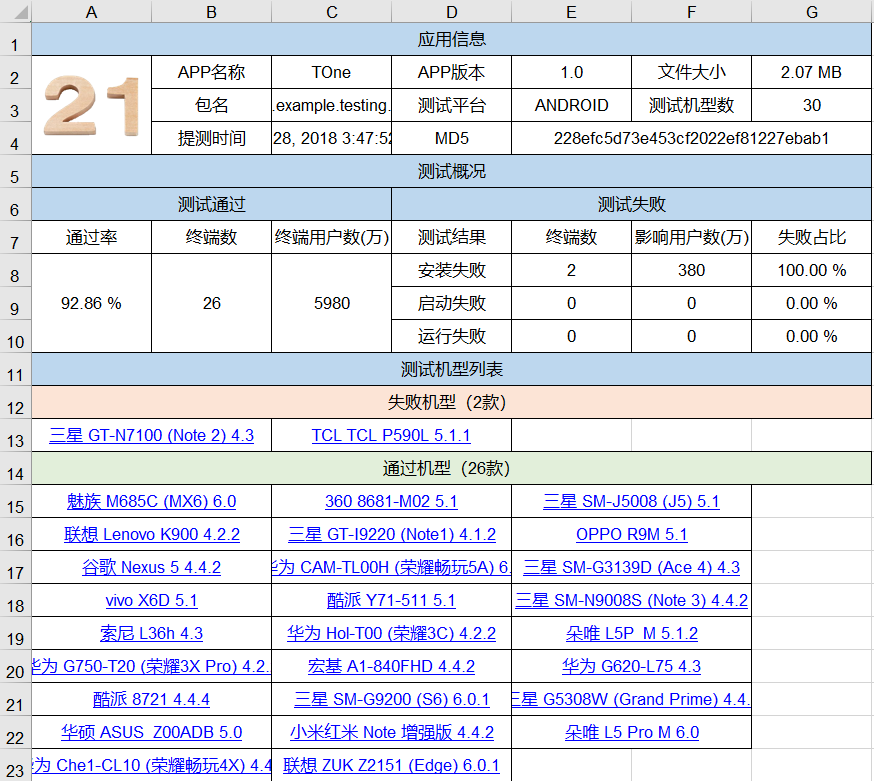 A B C D E F G
1 应用信息
21
2 APP名称 TOne APP版本 1.0 文件大小 2.07 MB
3 包名 .example.testing. 测试平台 ANDROID 测试机型数 30
4 提测时间 28, 2018 3:47:52 MD5 228efc5d73e453cf2022ef81227ebab1
5 测试概况
6 测试通过 测试失败
7 通过率 终端数 终端用户数(万) 测试结果 终端数 影响用户数(万) 失败占比
8 安装失败 2 380 100.00 %
9 92.86 % 26 5980 启动失败 0 0 0.00 %
10 运行失败 0 0 0.00 %
11 测试机型列表
12 失败机型（2款）
13 三星 GT-N7100 (Note 2) 4.3 TCL TCL P590L 5.1.1
14 通过机型（26款）
15 魅族 M685C (MX6) 6.0 360 8681-M02 5.1 三星 SM-J5008 (J5) 5.1
16 联想 Lenovo K900 4.2.2 三星 GT-I9220 (Note1) 4.1.2 OPPO R9M 5.1
17 谷歌 Nexus 5 4.4.2 华为 CAM-TL00H (荣耀畅玩5A) 6. 三星 SM-G3139D (Ace 4) 4.3
18 vivo X6D 5.1 酷派 Y71-511 5.1 三星 SM-N9008S (Note 3) 4.4.2
19 索尼 L36h 4.3 华为 Hol-T00 (荣耀3C) 4.2.2 朵唯 L5P_M 5.1.2
20 华为 G750-T20 (荣耀3X Pro) 4.2. 宏基 A1-840FHD 4.4.2 华为 G620-L75 4.3
21 酷派 8721 4.4.4 三星 SM-G9200 (S6) 6.0.1 三星 G5308W (Grand Prime) 4.4.
22 华硕 ASUS_Z00ADB 5.0 小米红米 Note 增强版 4.4.2 朵唯 L5 Pro M 6.0
23 华为 Che1-CL10 (荣耀畅玩4X) 4.4 联想 ZUK Z2151 (Edge) 6.0.1